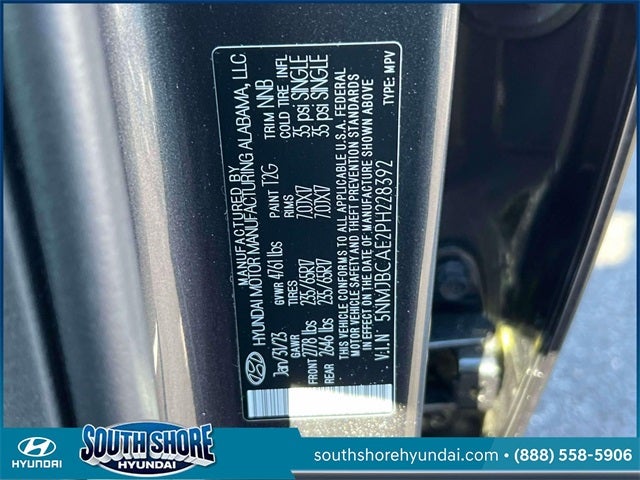 MANUFACTURED BY
HYUNDAI MOTOR MANUFACTURING ALABAMA, LLC
Jan/31/23 GVWR 4761 lbs PAINT T2G TRIM NNB
GAWR TIRES RIMS COLD TIRE INFL
FRONT 2778 lbs 235/65R17 7.0JX17 35 psi SINGLE
REAR 2646 lbs 235/65R17 7.0JX17 35 psi SINGLE
THIS VEHICLE CONFORMS TO ALL APPLICABLE U.S.A. FEDERAL
MOTOR VEHICLE SAFETY AND THEFT PREVENTION STANDARDS
IN EFFECT ON THE DATE OF MANUFACTURE SHOWN ABOVE
V.I.N: 5NMJBCAE2PH228392 TYPE: MPV
HYUNDAI
SOUTH SHORE
HYUNDAI
southshorehyundai.com • (888) 558-5906